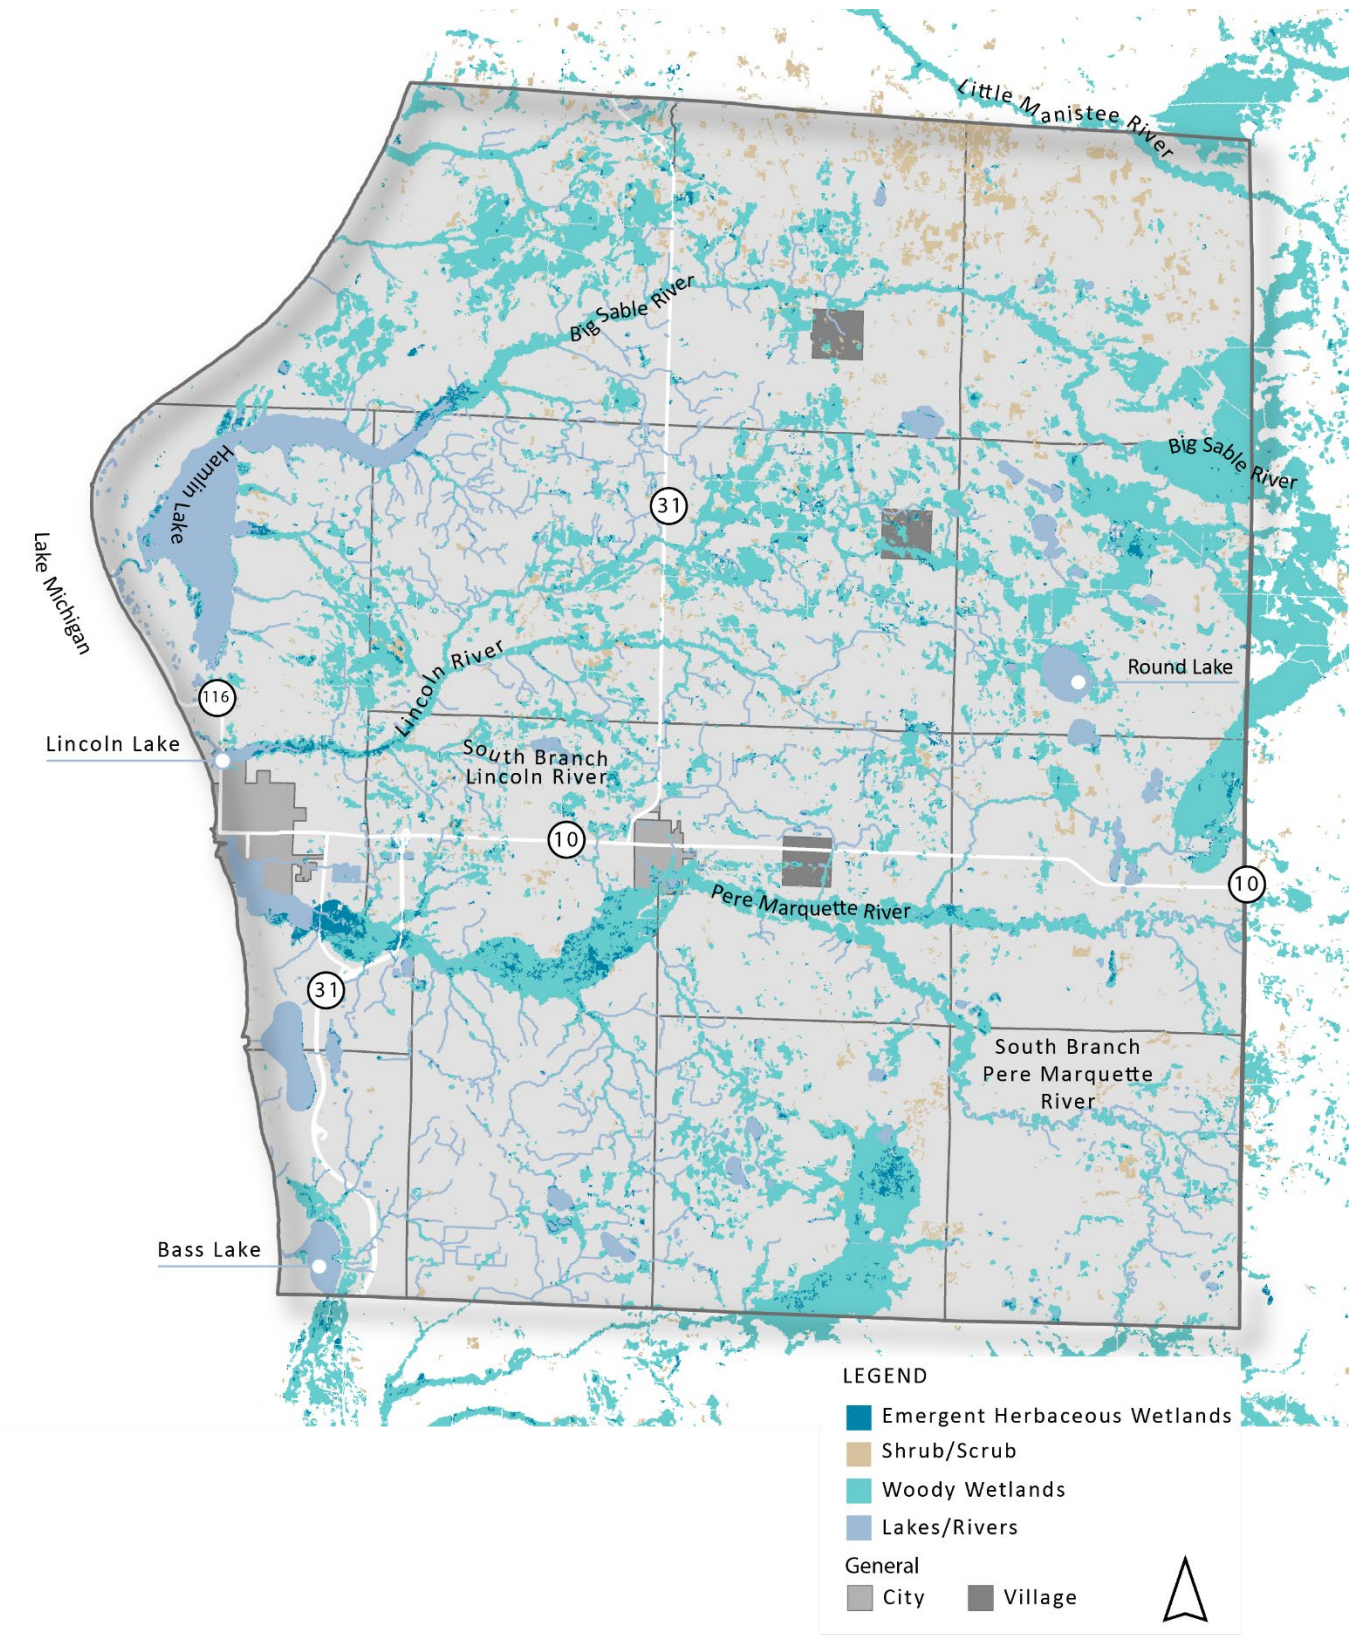 Little Manistee River
Big Sable River
Big Sable River
Hamlin
Lake
31
Lake Michigan
Lincoln River
Round Lake
116
Lincoln Lake
South Branch
Lincoln River
10
10
Pere Marquette River
31
South Branch
Pere Marquette
River
Bass Lake
LEGEND
Emergent Herbaceous Wetlands
Shrub/Scrub
Woody Wetlands
Lakes/Rivers
General
City
Village